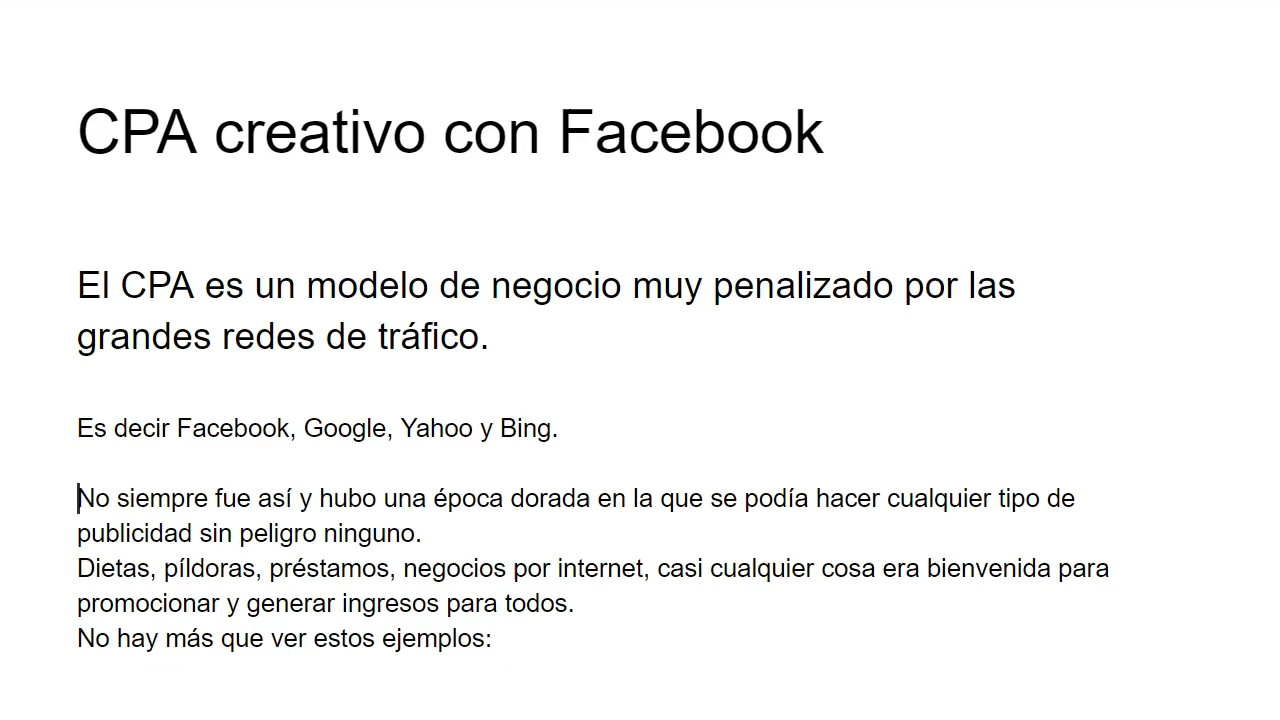 CPA creativo con Facebook
El CPA es un modelo de negocio muy penalizado por las
grandes redes de tráfico.
Es decir Facebook, Google, Yahoo y Bing.
No siempre fue así y hubo una época dorada en la que se podía hacer cualquier tipo de
publicidad sin peligro ninguno.
Dietas, píldoras, préstamos, negocios por internet, casi cualquier cosa era bienvenida para
promocionar y generar ingresos para todos.
No hay más que ver estos ejemplos: